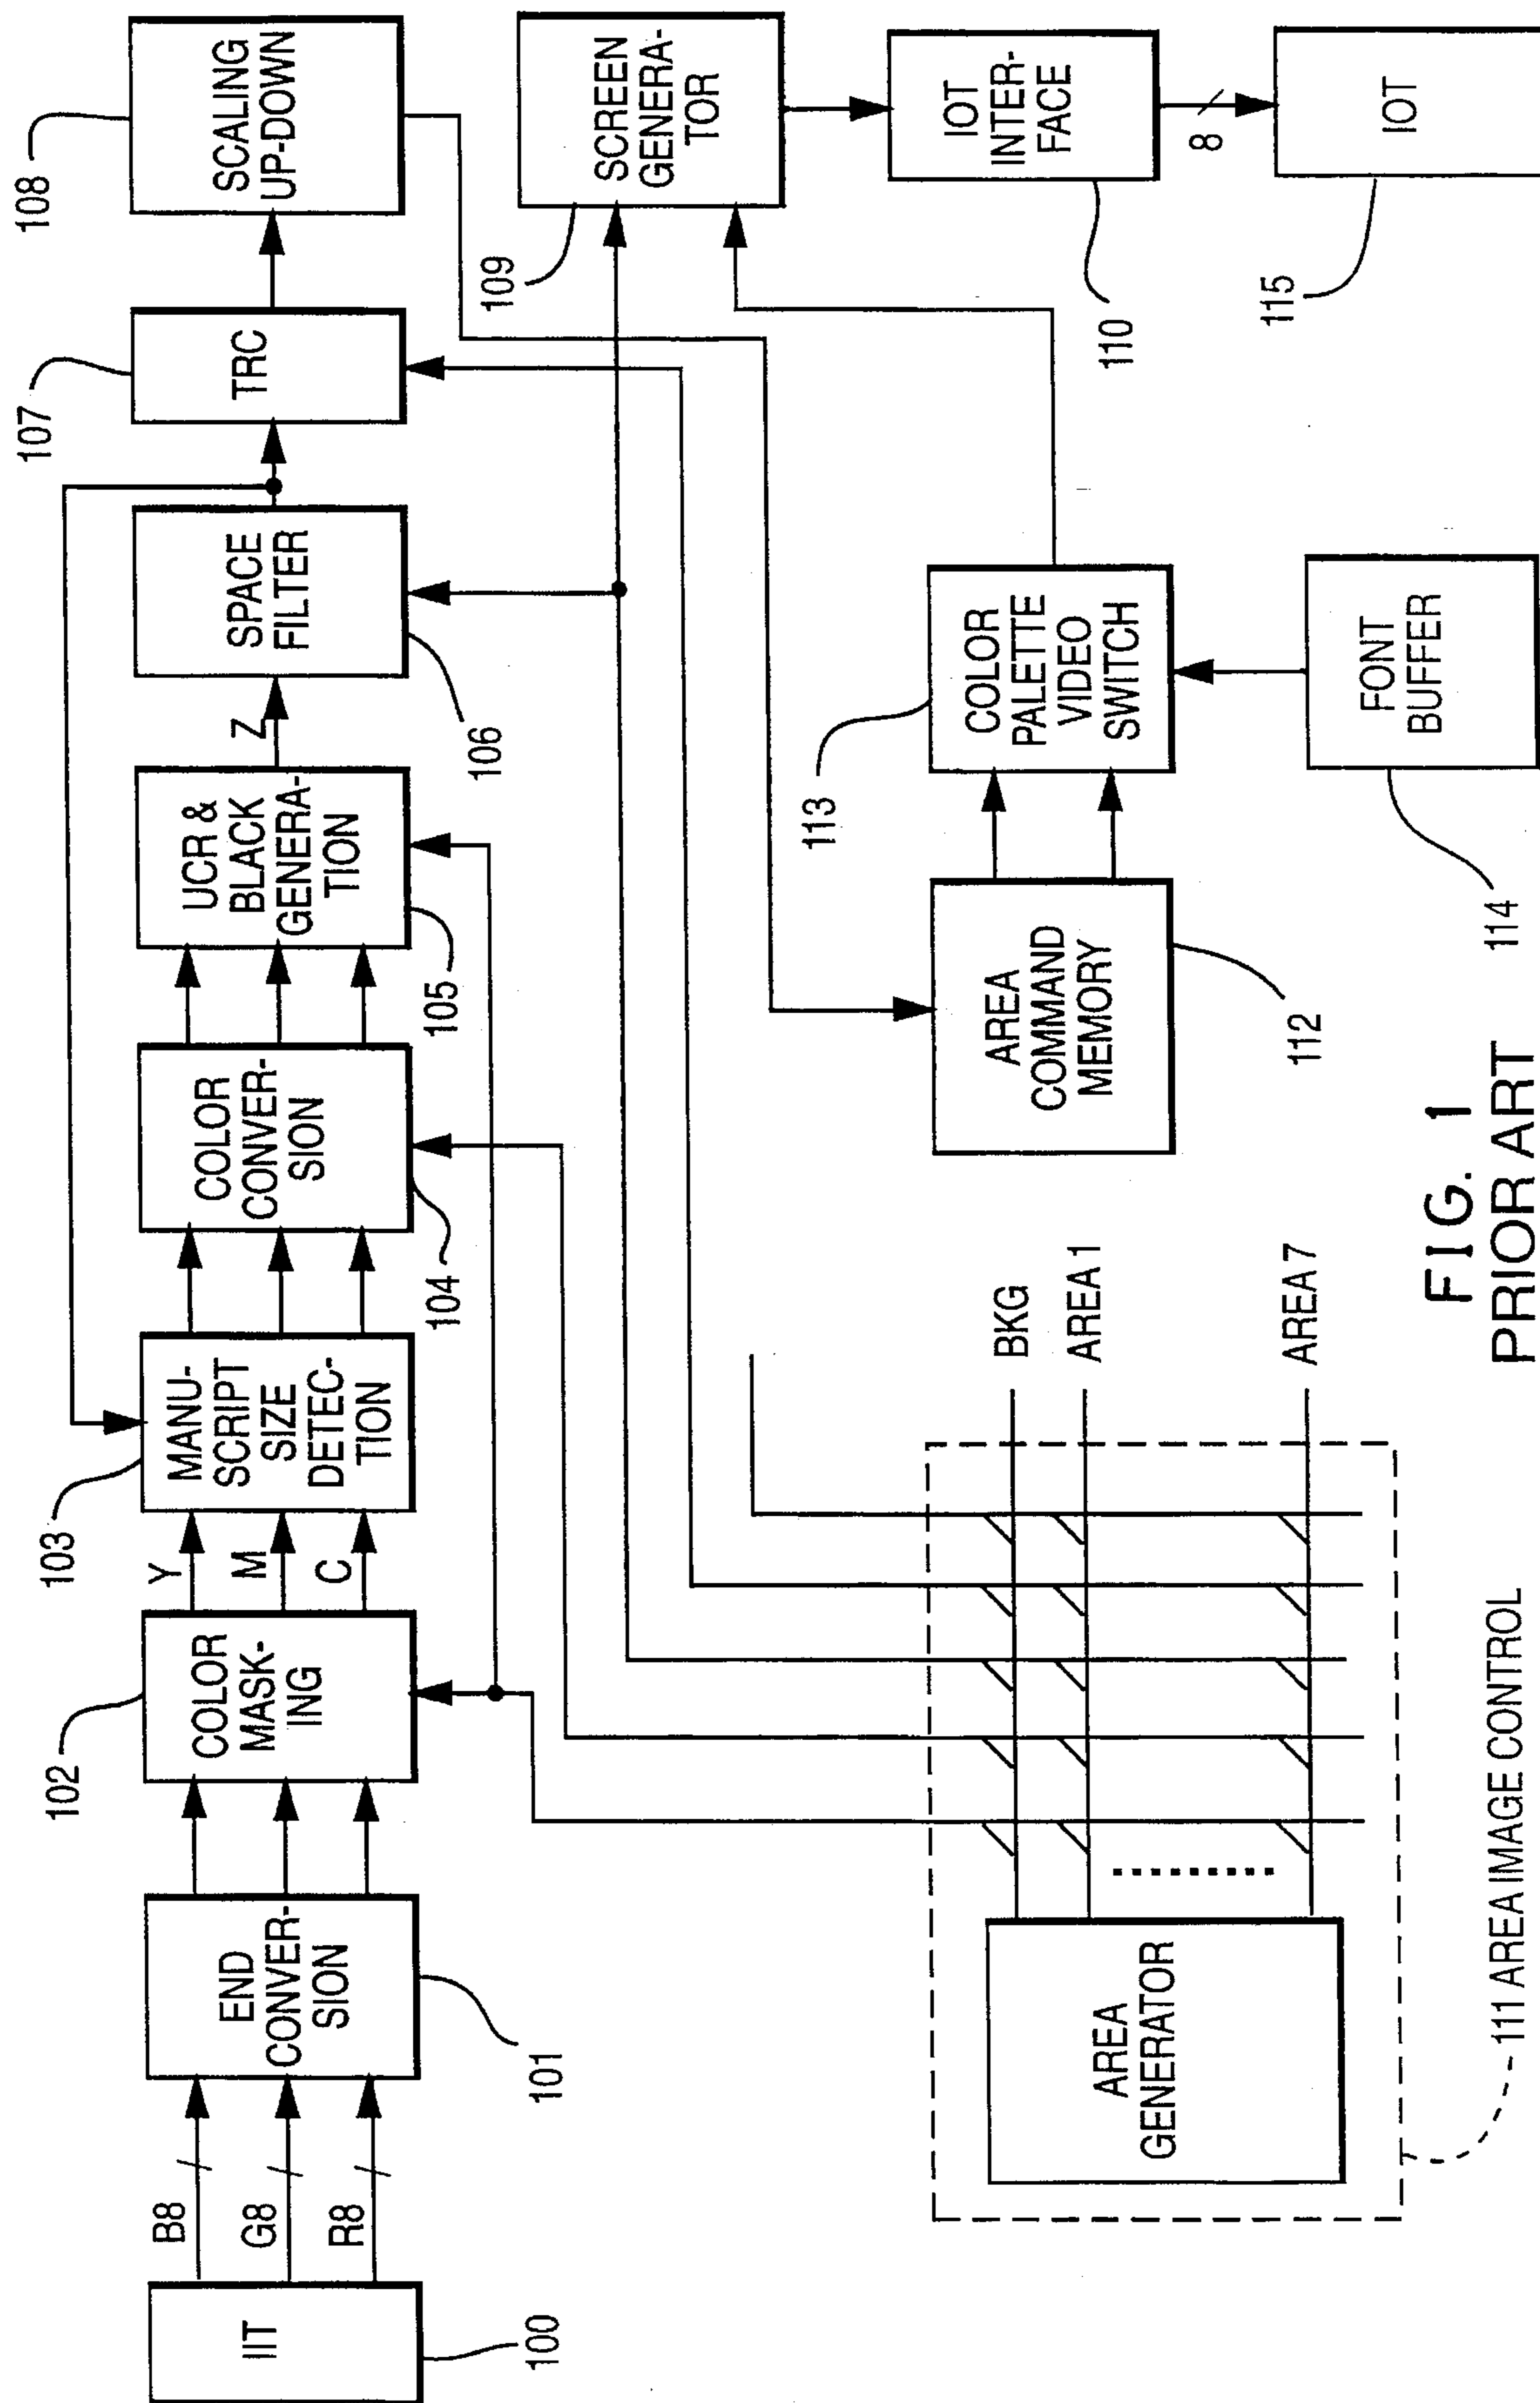 108
SCALING
UP-DOWN
107
TRC
SPACE
FILTER
106
Z
UCR &
BLACK
GENERA-
TION
105
COLOR
CONVER-
SION
104
103
MANU-
SCRIPT
SIZE
DETEC-
TION
Y
M
C
102
COLOR
MASK-
ING
END
CONVER-
SION
101
B8
G8
R8
IIT
100
109
SCREEN
GENERA-
TOR
IOT
INTER-
FACE
110
8
IOT
115
113
COLOR
PALETTE
VIDEO
SWITCH
FONT
BUFFER
114
AREA
COMMAND
MEMORY
112
BKG
AREA 1
AREA 7
AREA
GENERATOR
111 AREA IMAGE CONTROL
FIG. 1
PRIOR ART